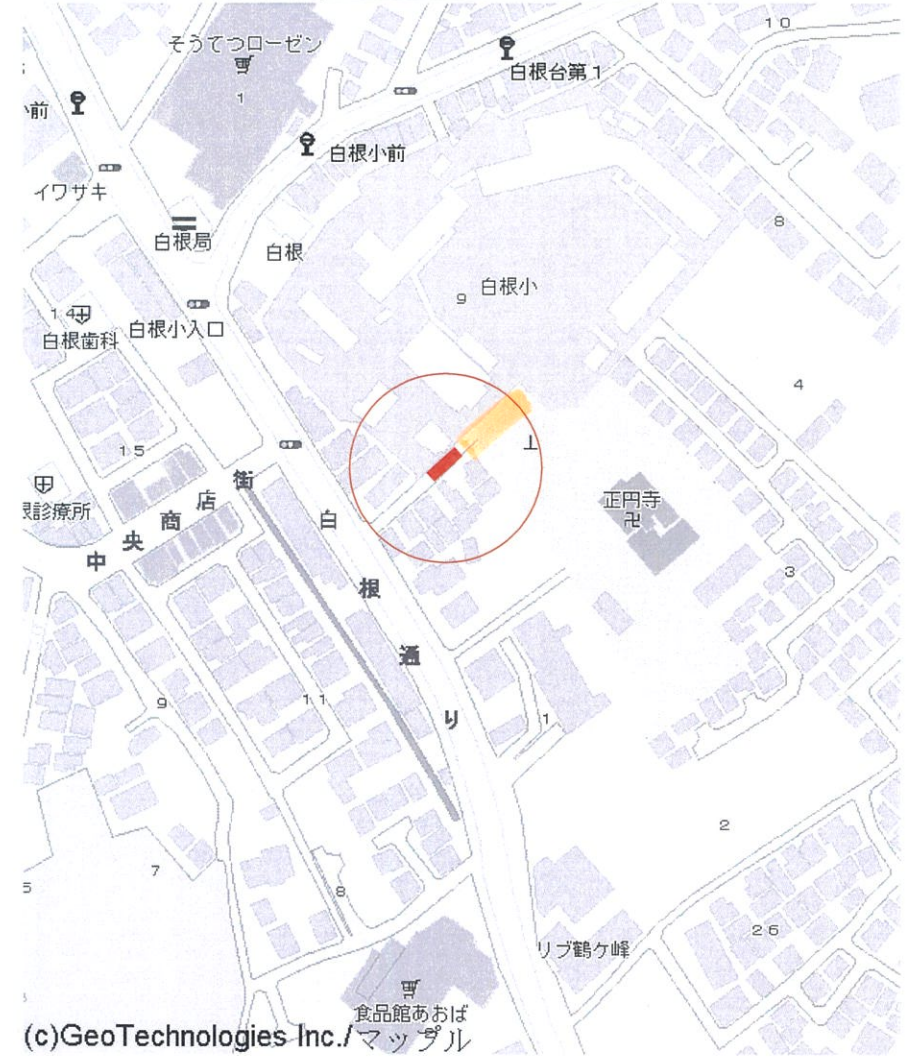 10
そうてつローゼン
白根台第1
1
小前
白根小前
イワサキ
白根局
白根
8
9
白根小
14
白根歯科
白根小入口
4
15
白根通り
中央商店街
正円寺
卍
3
9
11
1
2
7
5
8
26
リブ鶴ケ峰
食品館あおば
(c)GeoTechnologies Inc./マップル